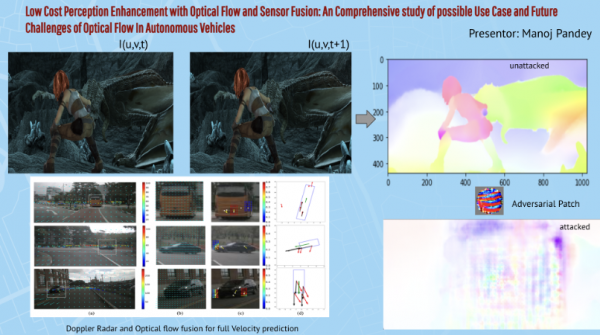 Low Cost Perception Enhancement with Optical Flow and Sensor Fusion: An Comprehensive study of possible Use Case and Future
Challenges of Optical Flow In Autonomous Vehicles
Presentor: Manoj Pandey
I(u,v,t)
I(u,v,t+1)
unattacked
0
100
200
300
400
0 200 400 600 800 1000
Adversarial Patch
attacked
(a) (b) (c) (d)
Doppler Radar and Optical flow fusion for full Velocity prediction